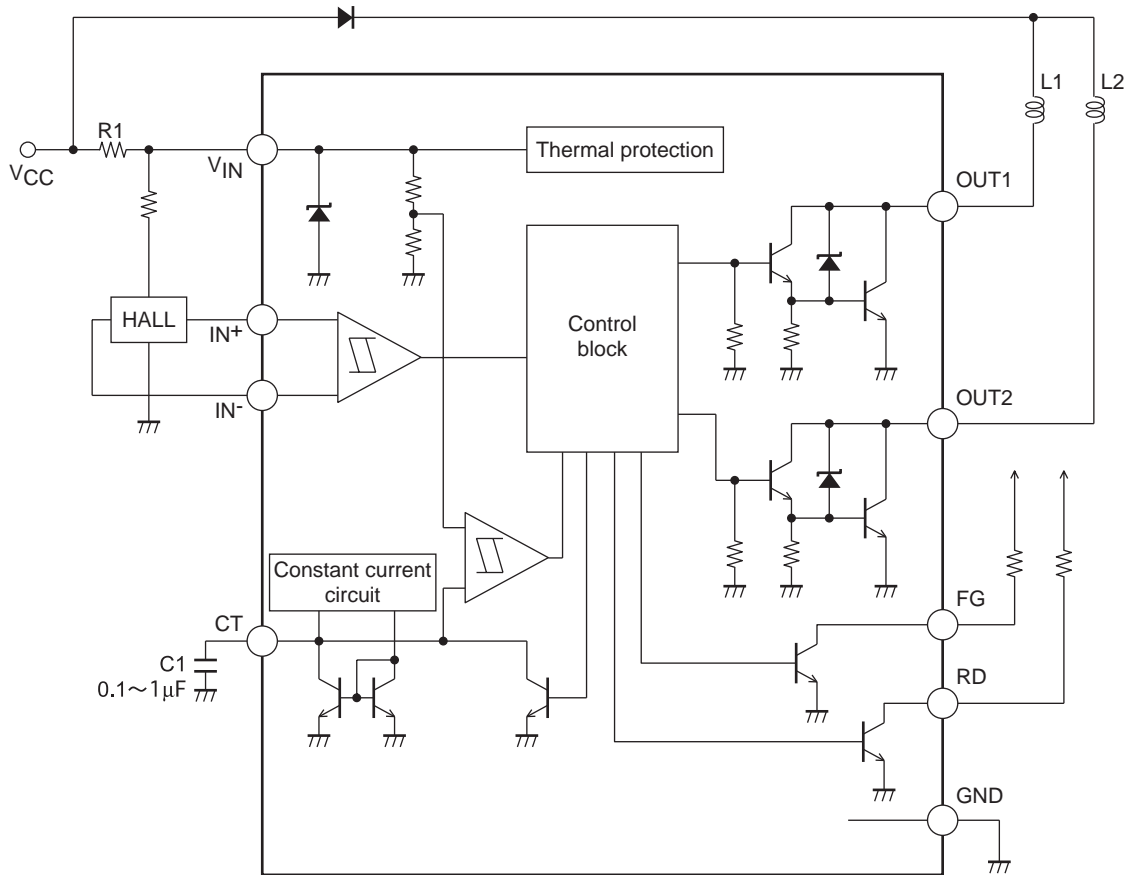 L1
L2
R1
VCC
VIN
Thermal protection
OUT1
HALL
IN+
IN-
Control
block
OUT2
Constant current
circuit
CT
C1
0.1～1μF
FG
RD
GND